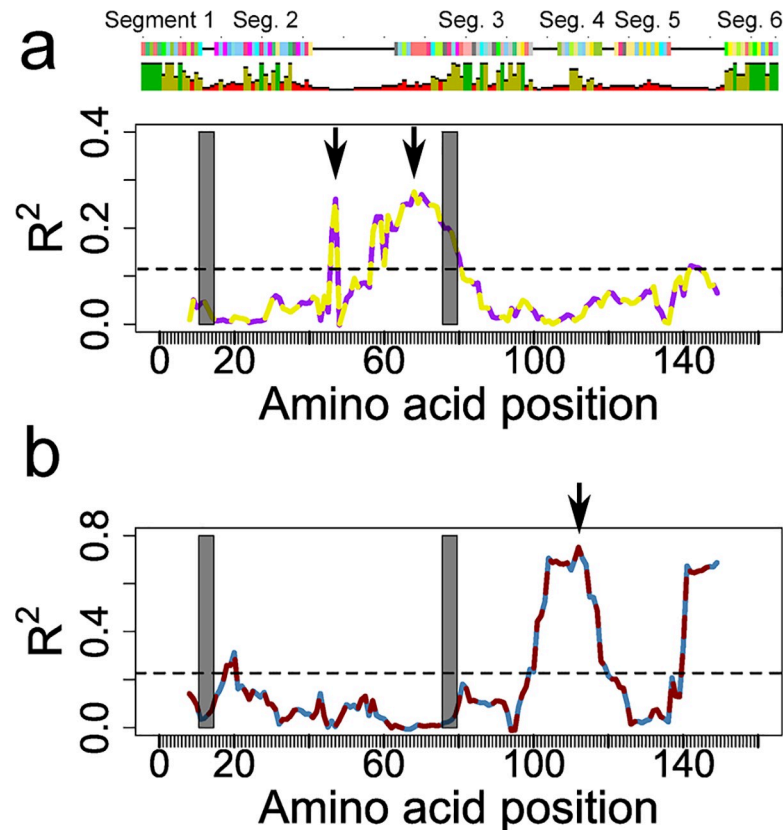 Segment 1 Seg. 2 Seg. 3 Seg. 4 Seg. 5 Seg. 6
a
0.4
0.2
0.0
R²
0 20 60 100 140
Amino acid position
b
0.8
0.4
0.0
R²
0 20 60 100 140
Amino acid position